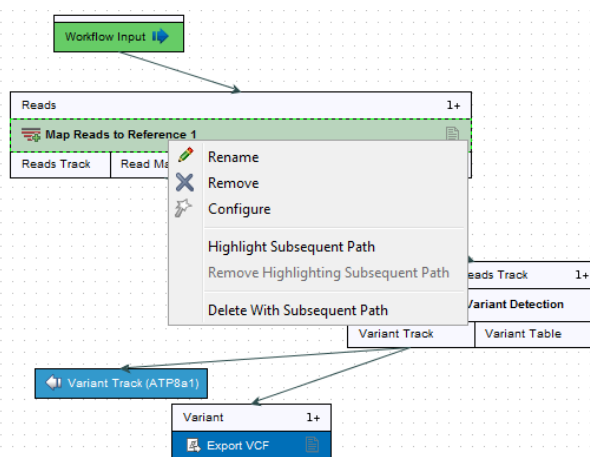 Workflow Input
Reads 1+
Map Reads to Reference 1
Reads Track Read Ma
Rename
Remove
Configure
Highlight Subsequent Path
Remove Highlighting Subsequent Path
Delete With Subsequent Path
eads Track 1+
Variant Detection
Variant Track Variant Table
Variant Track (ATP8a1)
Variant 1+
Export VCF